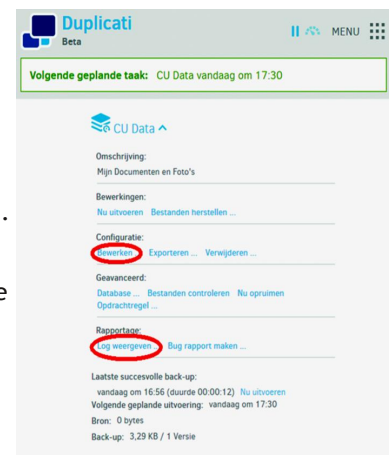 Duplicati
Beta
MENU
Volgende geplande taak: CU Data vandaag om 17:30
CU Data
Omschrijving:
Mijn Documenten en Foto's
Bewerkingen:
Nu uitvoeren Bestanden herstellen ...
Configuratie:
Bewerken Exporteren ... Verwijderen ...
Geavanceerd:
Database ... Bestanden controleren Nu opruimen
Opdrachtregel ...
Rapportage:
Log weergeven Bug rapport maken ...
Laatste succesvolle back-up:
vandaag om 16:56 (duurde 00:00:12) Nu uitvoeren
Volgende geplande uitvoering: vandaag om 17:30
Bron: 0 bytes
Back-up: 3,29 KB / 1 Versie